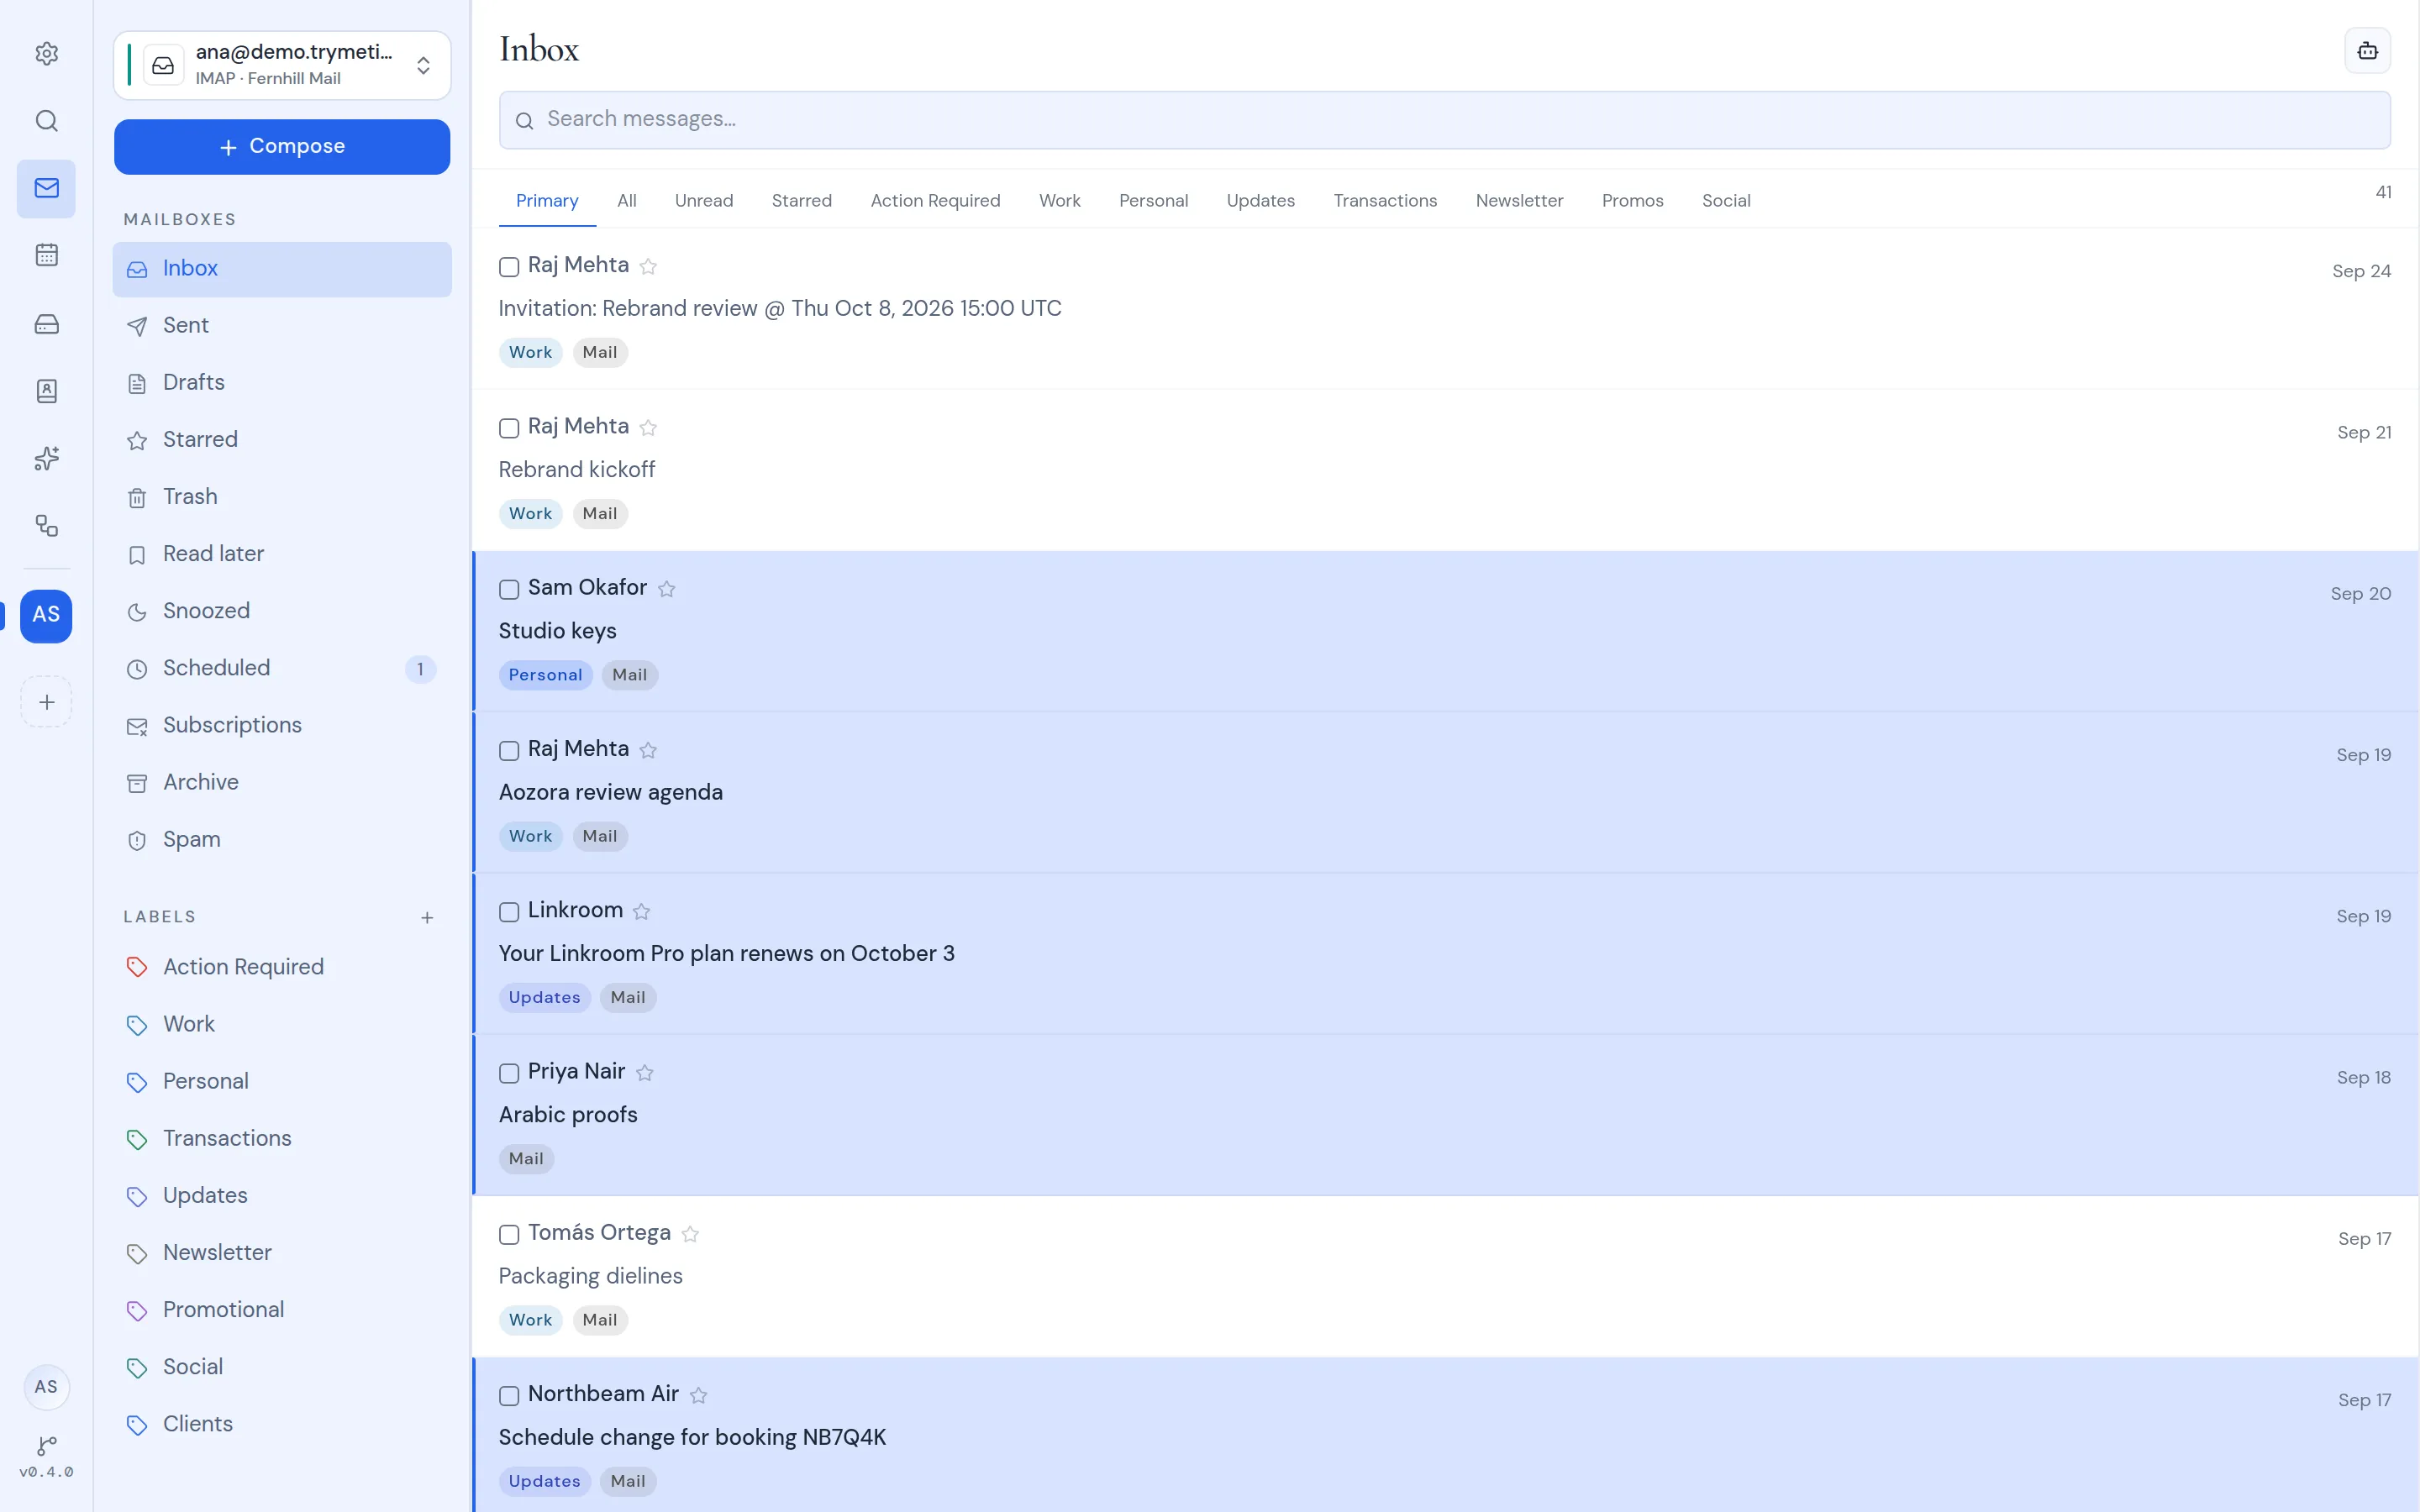 ana@demo.trymeti...
IMAP · Fernhill Mail
Compose
MAILBOXES
Inbox
Sent
Drafts
Starred
Trash
Read later
Snoozed
Scheduled 1
Subscriptions
Archive
Spam
LABELS
Action Required
Work
Personal
Transactions
Updates
Newsletter
Promotional
Social
Clients
AS
AS
v0.4.0
Inbox
Search messages...
Primary All Unread Starred Action Required Work Personal Updates Transactions Newsletter Promos Social 41
Raj Mehta Sep 24
Invitation: Rebrand review @ Thu Oct 8, 2026 15:00 UTC
Work Mail
Raj Mehta Sep 21
Rebrand kickoff
Work Mail
Sam Okafor Sep 20
Studio keys
Personal Mail
Raj Mehta Sep 19
Aozora review agenda
Work Mail
Linkroom Sep 19
Your Linkroom Pro plan renews on October 3
Updates Mail
Priya Nair Sep 18
Arabic proofs
Mail
Tomás Ortega Sep 17
Packaging dielines
Work Mail
Northbeam Air Sep 17
Schedule change for booking NB7Q4K
Updates Mail